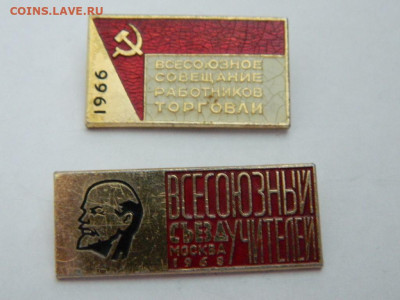 COINS.LAVE.RU
1966
ВСЕСОЮЗНОЕ
СОВЕЩАНИЕ
РАБОТНИКОВ
ТОРГОВЛИ
ВСЕСОЮЗНЫЙ
СЪЕЗД УЧИТЕЛЕЙ
МОСКВА
1968